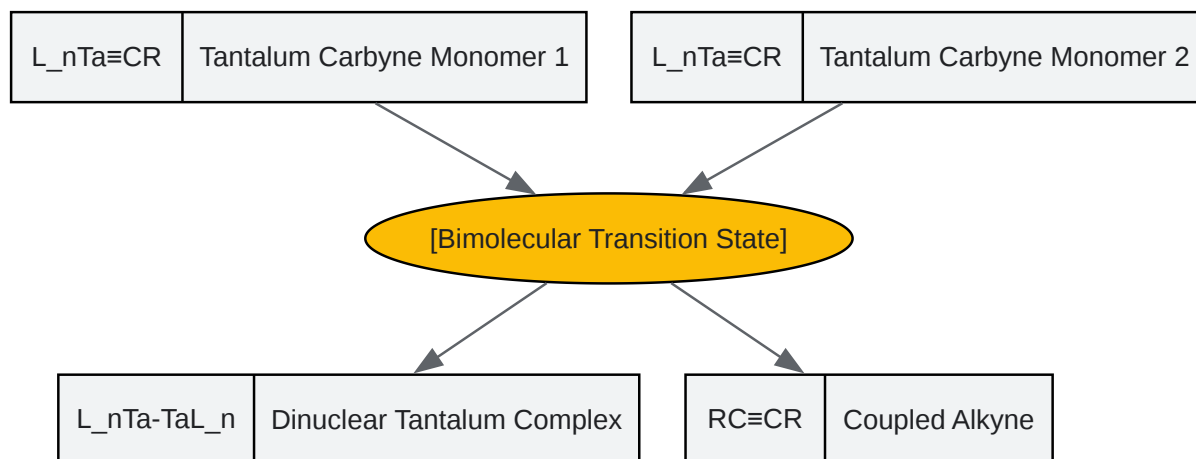 L_nTa≡CR Tantalum Carbyne Monomer 1
L_nTa≡CR Tantalum Carbyne Monomer 2
[Bimolecular Transition State]
L_nTa-TaL_n Dinuclear Tantalum Complex
RC≡CR Coupled Alkyne